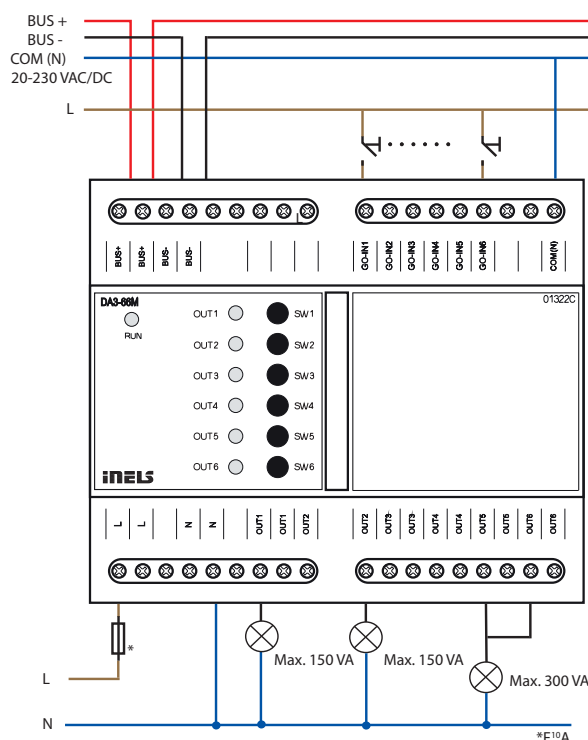 BUS +
BUS -
COM (N)
20-230 VAC/DC
L
L
BUS+ BUS+ BUS- BUS- GO-IN1 GO-IN2 GO-IN3 GO-IN4 GO-IN5 GO-IN6 COM(N)
DA3-66M 01322C
RUN
OUT1 SW1
OUT2 SW2
OUT3 SW3
OUT4 SW4
OUT5 SW5
OUT6 SW6
iNELS
L L N N OUT1 OUT1 OUT2 OUT2 OUT3 OUT3 OUT4 OUT4 OUT5 OUT5 OUT6 OUT6
*
Max. 150 VA Max. 150 VA
L Max. 300 VA
N
*F10A